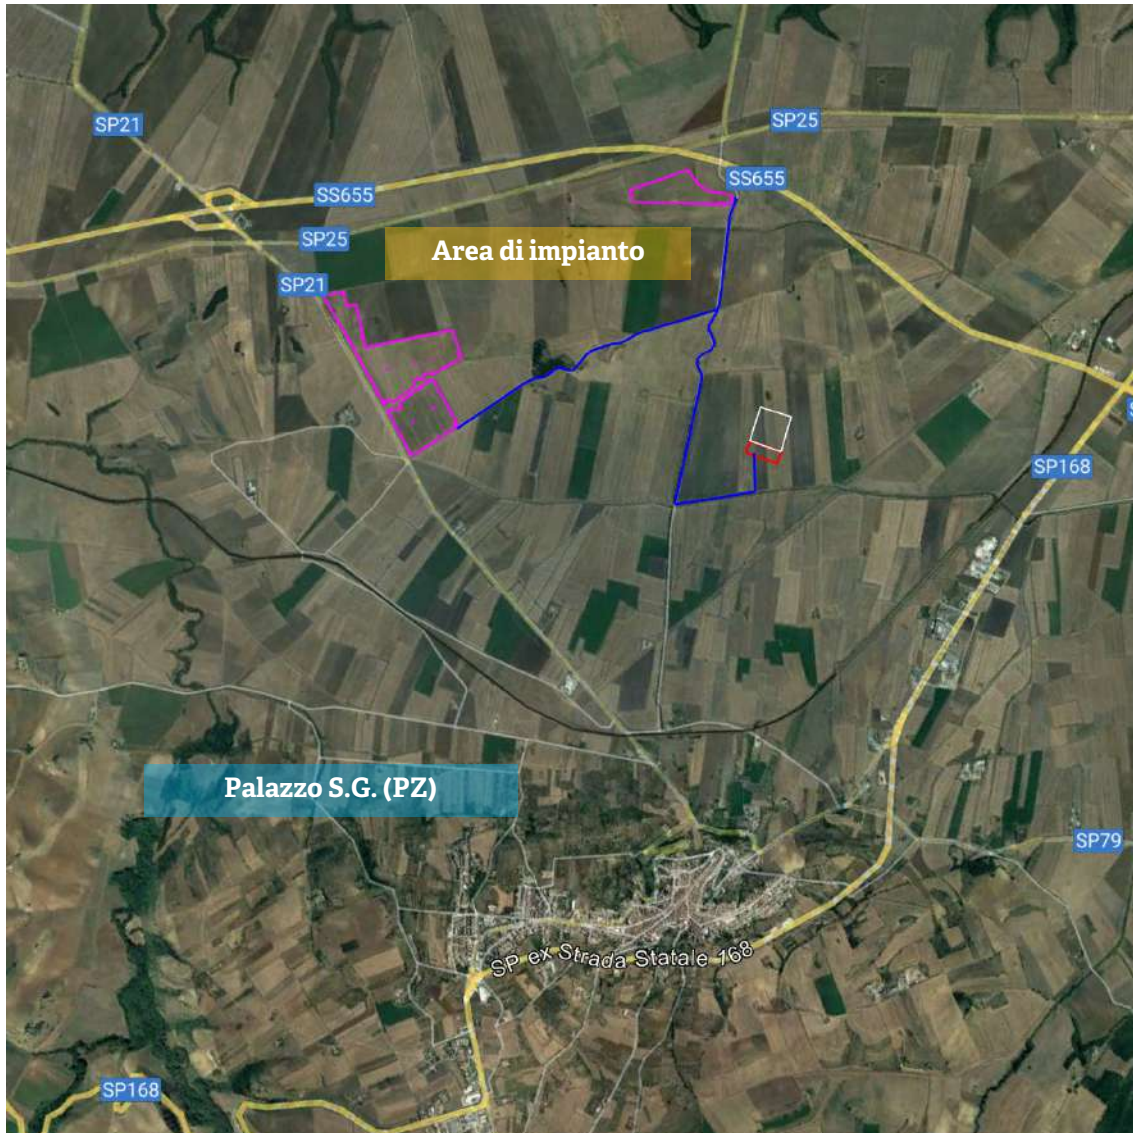 SP21
SP25
SS655
SS655
SP25
Area di impianto
SP21
SP168
Palazzo S.G. (PZ)
SP79
SP ex Strada Statale 168
SP168